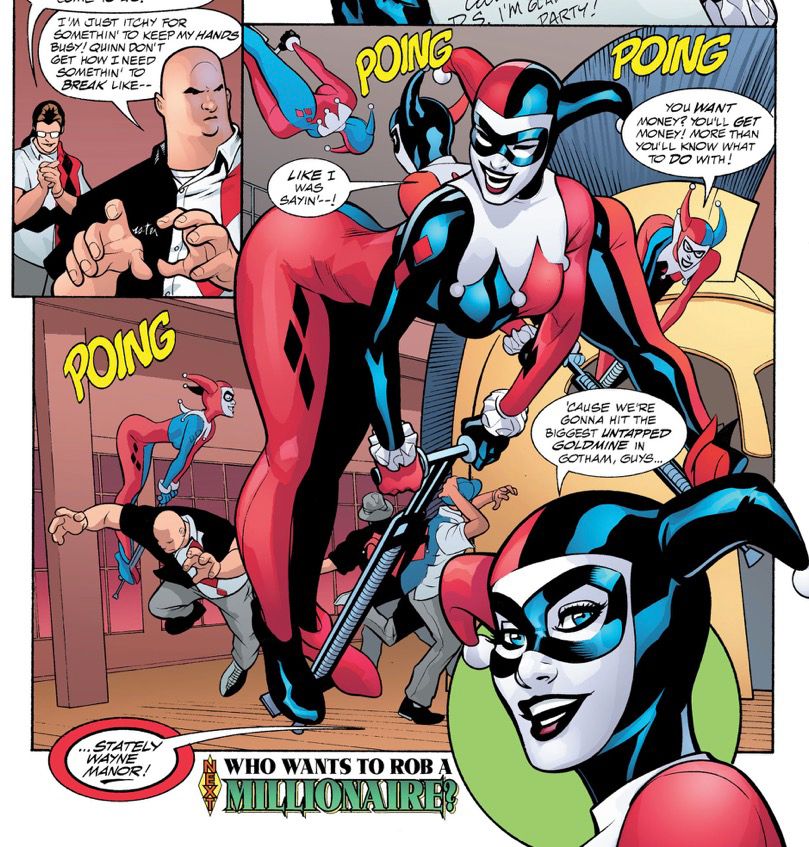 I'M JUST ITCHY FOR
SOMETHIN' TO KEEP MY HANDS
BUSY! QUINN DON'T
GET HOW I NEED
SOMETHIN' TO
BREAK LIKE--
P.S. I'M
PARTY!
POING
POING
LIKE I
WAS
SAYIN'--!
YOU WANT
MONEY? YOU'LL GET
MONEY! MORE THAN
YOU'LL KNOW WHAT
TO DO WITH!
POING
'CAUSE WE'RE
GONNA HIT THE
BIGGEST UNTAPPED
GOLDMINE IN
GOTHAM, GUYS...
...STATELY
WAYNE
MANOR!
NEXT
WHO WANTS TO ROB A
MILLIONAIRE?